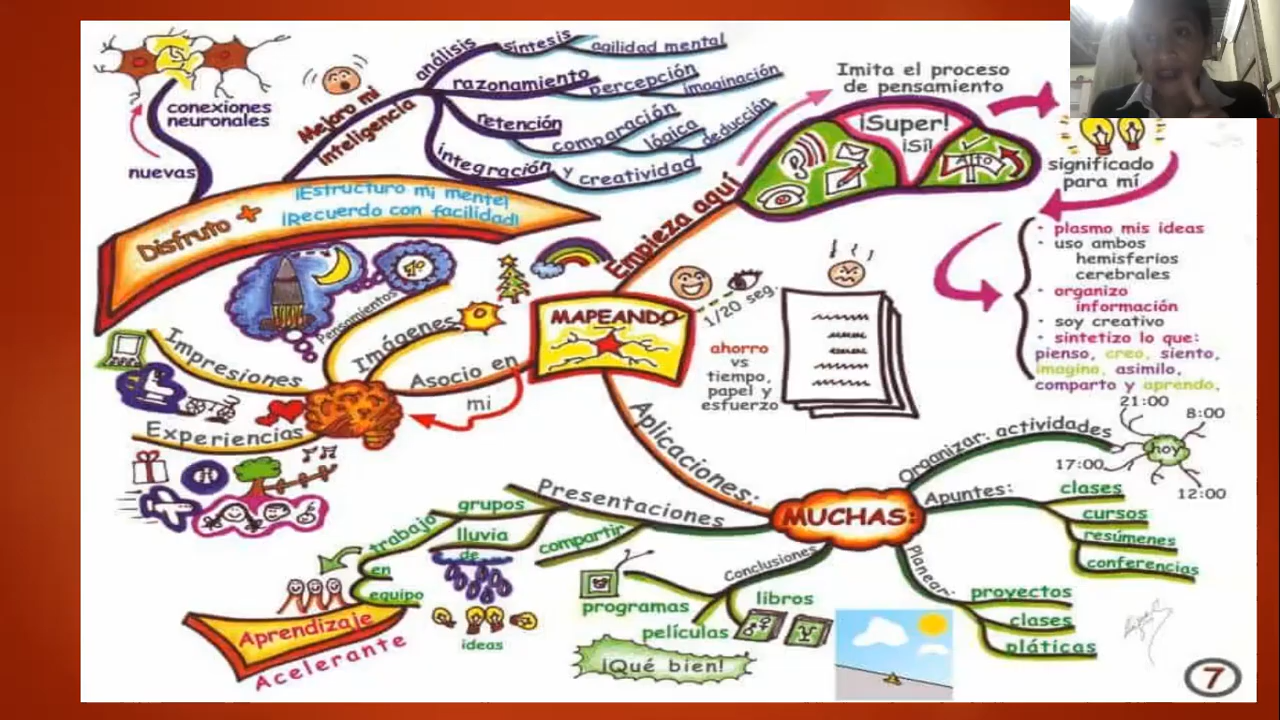 conexiones
neuronales
nuevas
Mejoro mi
inteligencia
análisis
síntesis
agilidad mental
razonamiento
percepción
imaginación
retención
comparación
lógica
deducción
integración y creatividad
Disfruto +
¡Estructuro mi mente!
¡Recuerdo con facilidad!
Empieza aquí
Imita el proceso
de pensamiento
¡Super!
¡Sí!
Alto
significado
para mí
• plasmo mis ideas
• uso ambos
hemisferios
cerebrales
• organizo
información
• soy creativo
• sintetizo lo que:
pienso, creo, siento,
imagino, asimilo,
comparto y aprendo.
MAPEANDO
1/20 seg.
ahorro
vs
tiempo,
papel y
esfuerzo
Asocio en
mi
Imágenes
Pensamientos
1º
Impresiones
Experiencias
Aplicaciones:
MUCHAS:
Organizar: actividades
hoy
21:00
8:00
17:00
12:00
Apuntes:
clases
cursos
resúmenes
conferencias
Planear:
proyectos
clases
pláticas
Conclusiones
programas
películas
libros
¡Qué bien!
Presentaciones
compartir
grupos
lluvia
de
ideas
trabajo
en
equipo
Aprendizaje
Acelerante
7